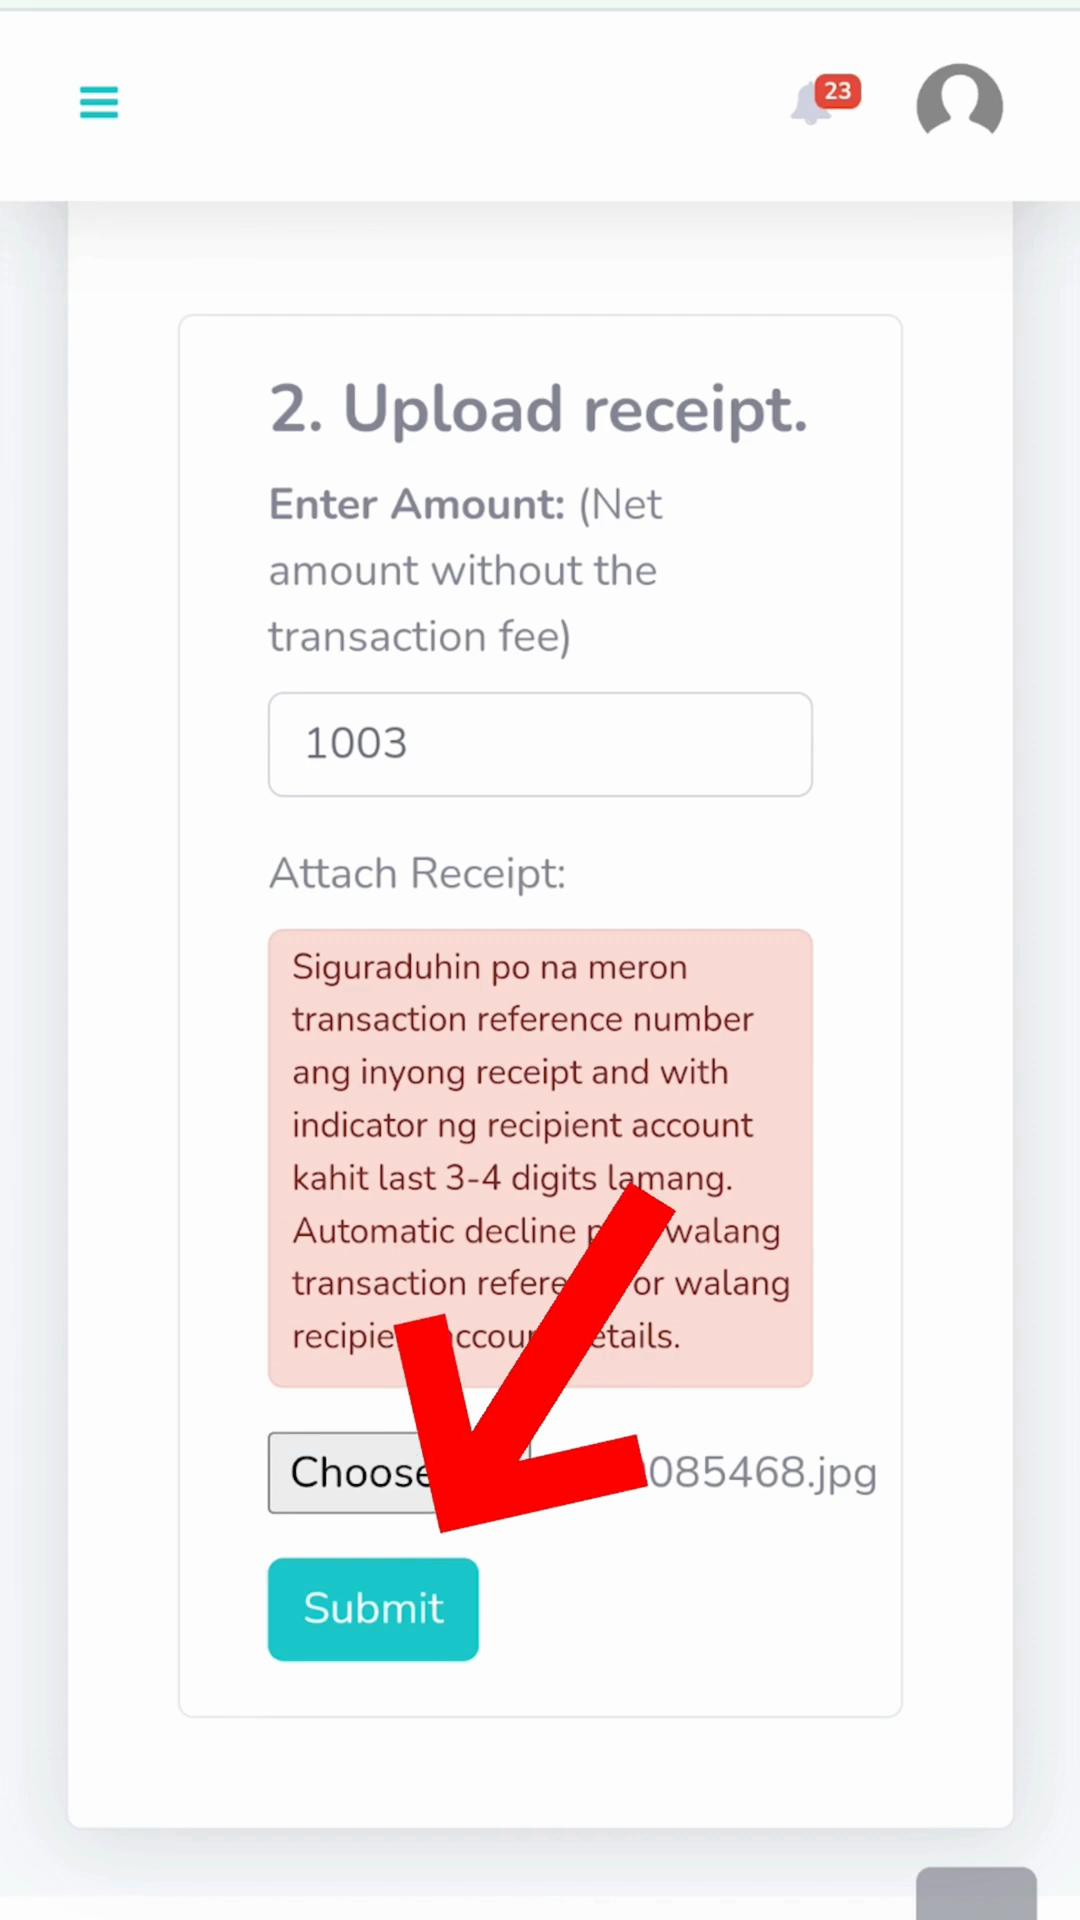 23
2. Upload receipt.
Enter Amount: (Net
amount without the
transaction fee)
1003
Attach Receipt:
Siguraduhin po na meron
transaction reference number
ang inyong receipt and with
indicator ng recipient account
kahit last 3-4 digits lamang.
Automatic decline walang
transaction or walang
details.
Choose 085468.jpg
Submit